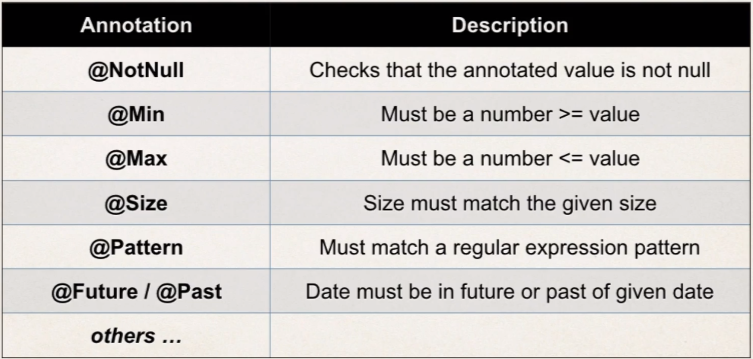 Annotation Description
@NotNull Checks that the annotated value is not null
@Min Must be a number >= value
@Max Must be a number <= value
@Size Size must match the given size
@Pattern Must match a regular expression pattern
@Future / @Past Date must be in future or past of given date
others ...